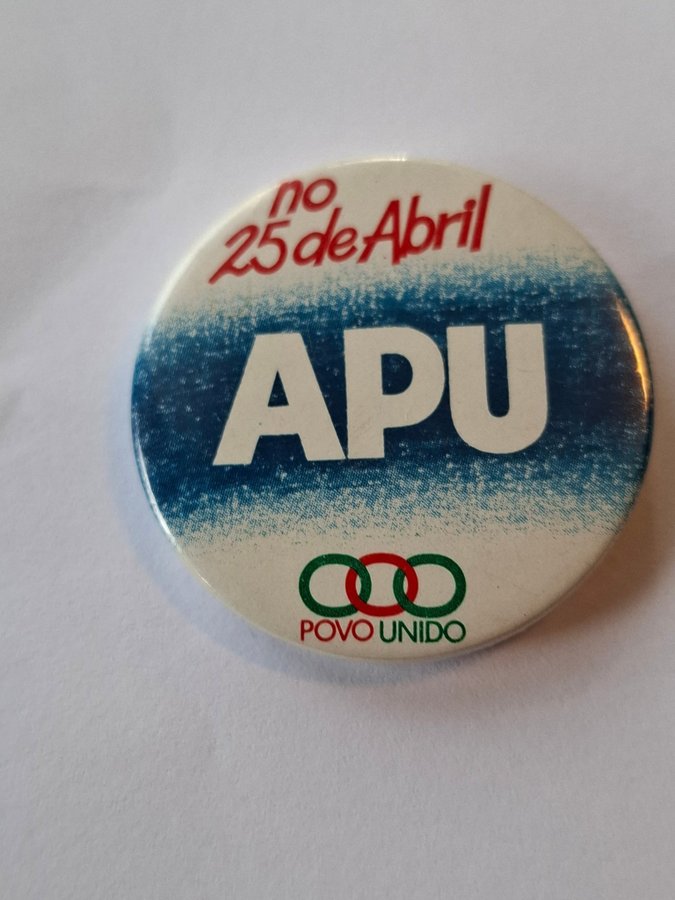 no
25 de Abril
APU
POVO UNIDO